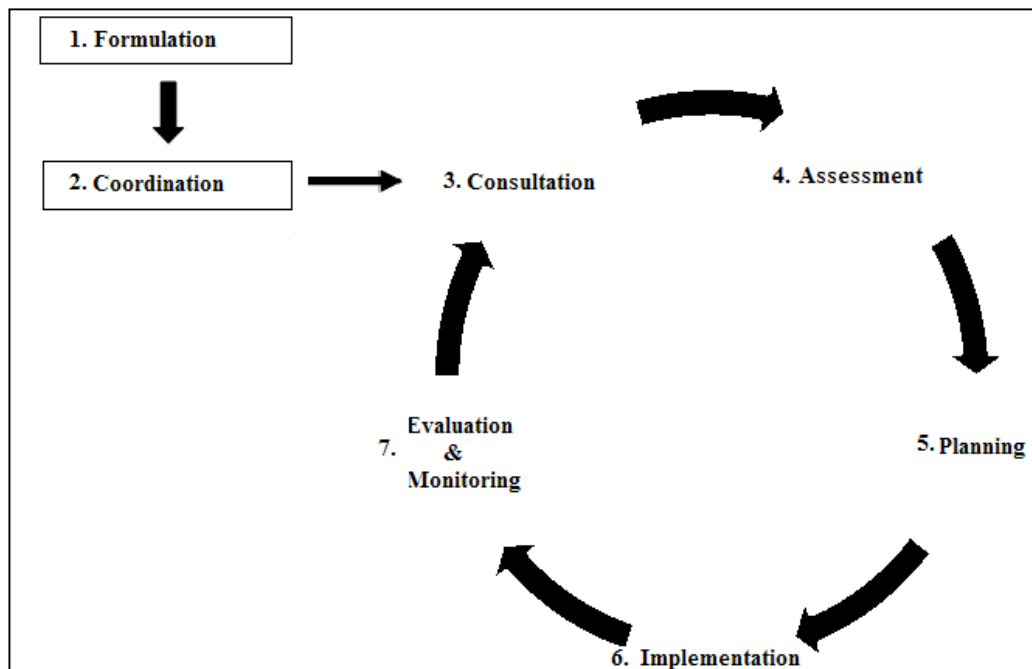 1. Formulation
2. Coordination
3. Consultation
4. Assessment
5. Planning
6. Implementation
7. Evaluation
&
Monitoring